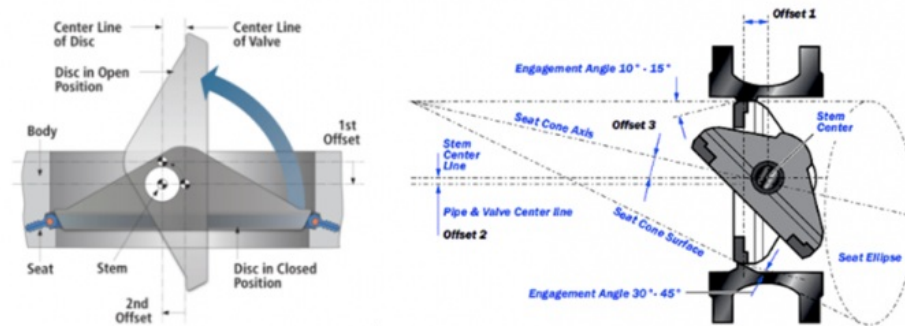 Center Line
of Disc
Center Line
of Valve
Disc in Open
Position
Body
1st
Offset
Seat
Stem
Disc in Closed
Position
2nd
Offset
Offset 1
Engagement Angle 10° - 15°
Seat Cone Axis
Offset 3
Stem
Center
Stem
Center
Line
Pipe & Valve Center line
Offset 2
Seat Cone Surface
Seat Ellipse
Engagement Angle 30°- 45°